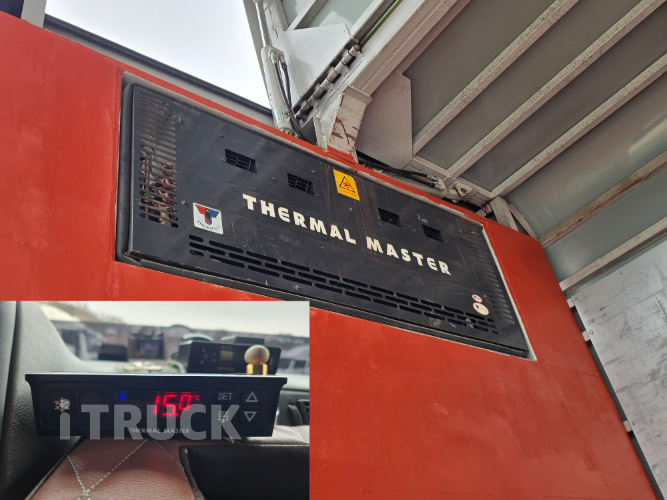 THERMAL MASTER
15.0 °C
SET
iTRUCK
THERMAL MASTER